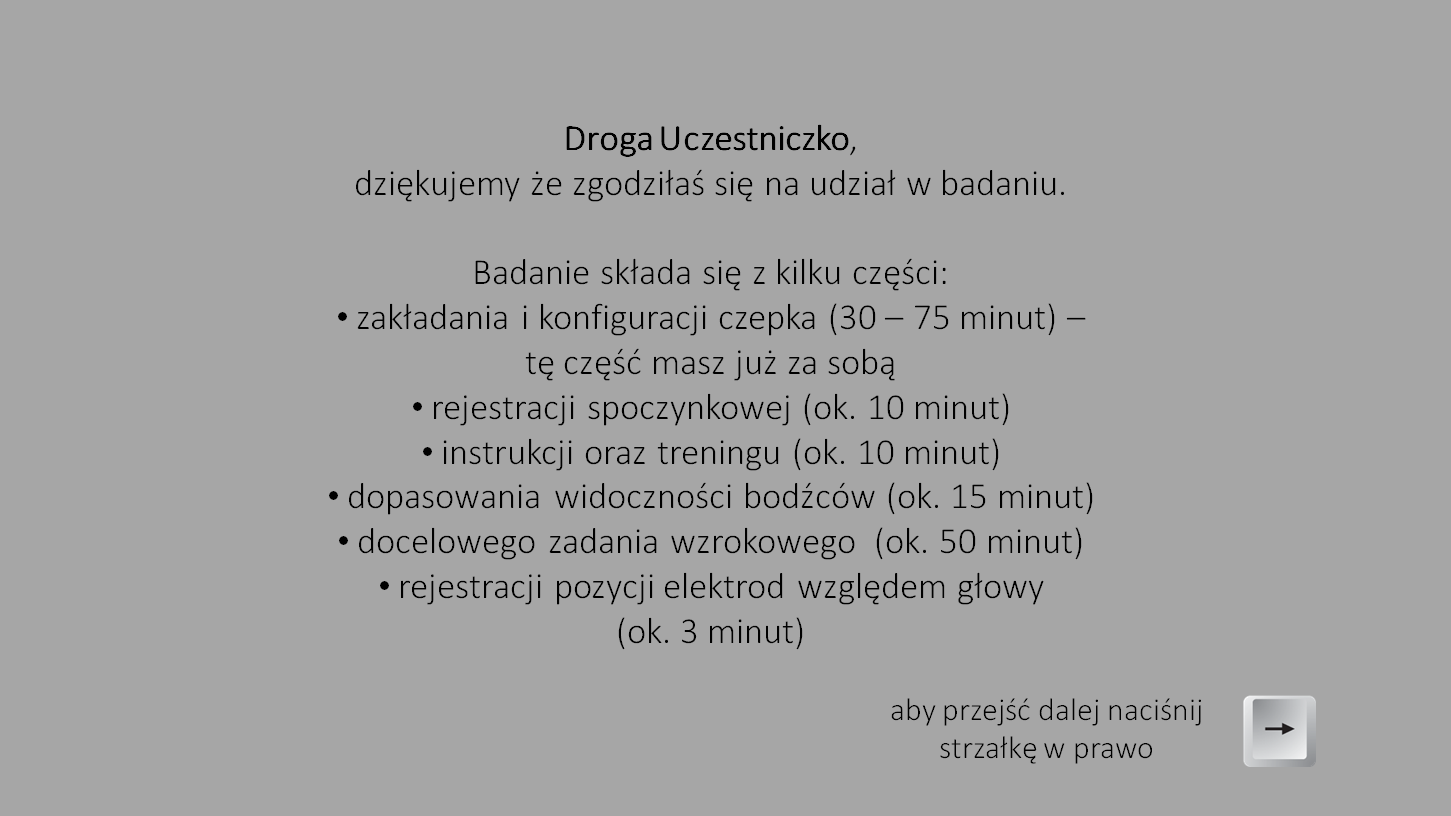 Droga Uczestniczko,
dziękujemy że zgodziłaś się na udział w badaniu.
Badanie składa się z kilku części:
• zakładania i konfiguracji czepka (30 – 75 minut) –
tę część masz już za sobą
• rejestracji spoczynkowej (ok. 10 minut)
• instrukcji oraz treningu (ok. 10 minut)
• dopasowania widoczności bodźców (ok. 15 minut)
• docelowego zadania wzrokowego (ok. 50 minut)
• rejestracji pozycji elektrod względem głowy
(ok. 3 minut)
aby przejść dalej naciśnij
strzałkę w prawo
→